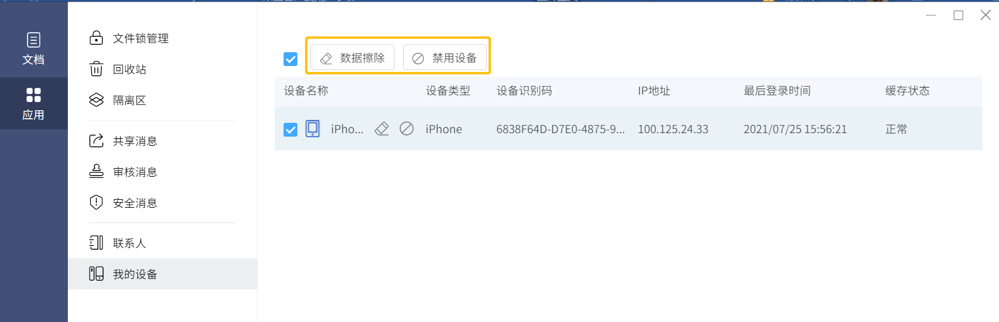 文档
应用
文件锁管理
回收站
隔离区
共享消息
审核消息
安全消息
联系人
我的设备
数据擦除 禁用设备
设备名称 设备类型 设备识别码 IP地址 最后登录时间 缓存状态
iPho... iPhone 6838F64D-D7E0-4875-9... 100.125.24.33 2021/07/25 15:56:21 正常